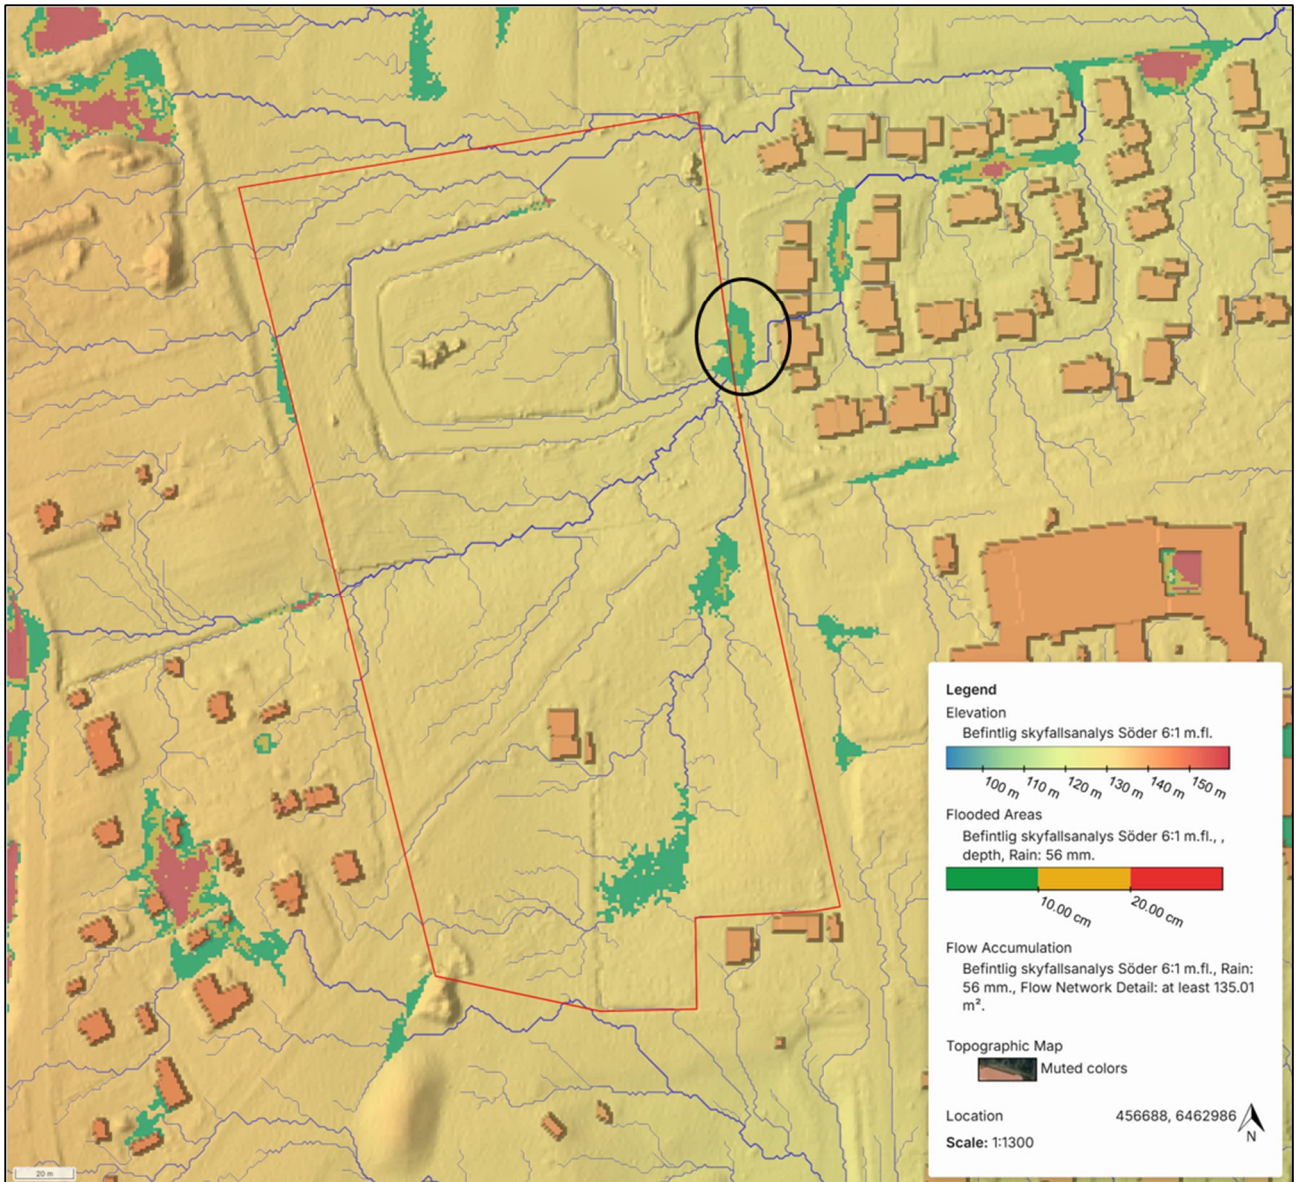 Legend
Elevation
Befintlig skyfallsanalys Söder 6:1 m.fl.
100 m 110 m 120 m 130 m 140 m 150 m
Flooded Areas
Befintlig skyfallsanalys Söder 6:1 m.fl., ,
depth, Rain: 56 mm.
10.00 cm 20.00 cm
Flow Accumulation
Befintlig skyfallsanalys Söder 6:1 m.fl., Rain:
56 mm., Flow Network Detail: at least 135.01
m².
Topographic Map
Muted colors
Location 456688, 6462986
N
Scale: 1:1300
20 m